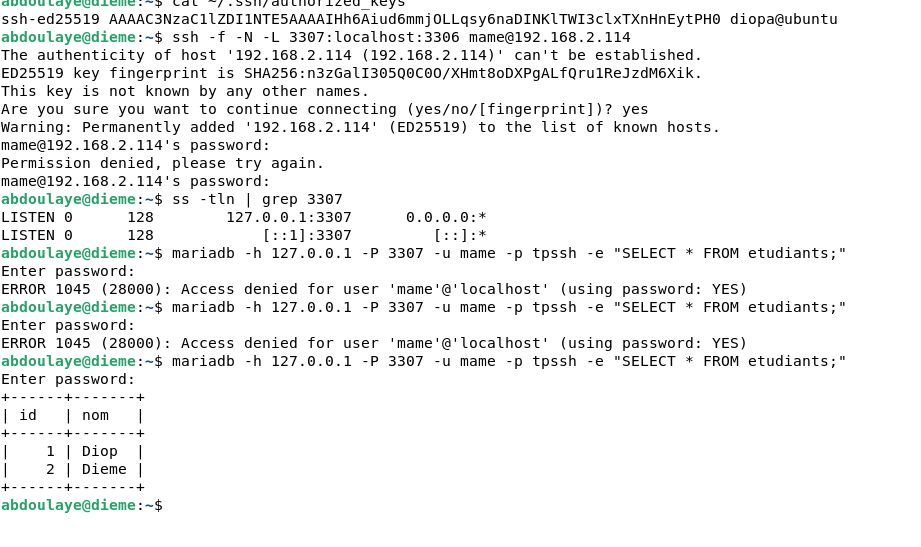 abdoulaye@dieme:~$ cat ~/.ssh/authorized_keys
ssh-ed25519 AAAAC3NzaC1lZDI1NTE5AAAAIHh6Aiud6mmjOLLqsy6naDINKlTWI3clxTXnHnEytPH0 diopa@ubuntu
abdoulaye@dieme:~$ ssh -f -N -L 3307:localhost:3306 mame@192.168.2.114
The authenticity of host '192.168.2.114 (192.168.2.114)' can't be established.
ED25519 key fingerprint is SHA256:n3zGalI305Q0C0O/XHmt8oDXPgALfQru1ReJzdM6Xik.
This key is not known by any other names.
Are you sure you want to continue connecting (yes/no/[fingerprint])? yes
Warning: Permanently added '192.168.2.114' (ED25519) to the list of known hosts.
mame@192.168.2.114's password:
Permission denied, please try again.
mame@192.168.2.114's password:
abdoulaye@dieme:~$ ss -tln | grep 3307
LISTEN 0      128        127.0.0.1:3307      0.0.0.0:*
LISTEN 0      128            [::1]:3307         [::]:*
abdoulaye@dieme:~$ mariadb -h 127.0.0.1 -P 3307 -u mame -p tpssh -e "SELECT * FROM etudiants;"
Enter password:
ERROR 1045 (28000): Access denied for user 'mame'@'localhost' (using password: YES)
abdoulaye@dieme:~$ mariadb -h 127.0.0.1 -P 3307 -u mame -p tpssh -e "SELECT * FROM etudiants;"
Enter password:
ERROR 1045 (28000): Access denied for user 'mame'@'localhost' (using password: YES)
abdoulaye@dieme:~$ mariadb -h 127.0.0.1 -P 3307 -u mame -p tpssh -e "SELECT * FROM etudiants;"
Enter password:
+------+-------+
| id   | nom   |
+------+-------+
|    1 | Diop  |
|    2 | Dieme |
+------+-------+
abdoulaye@dieme:~$